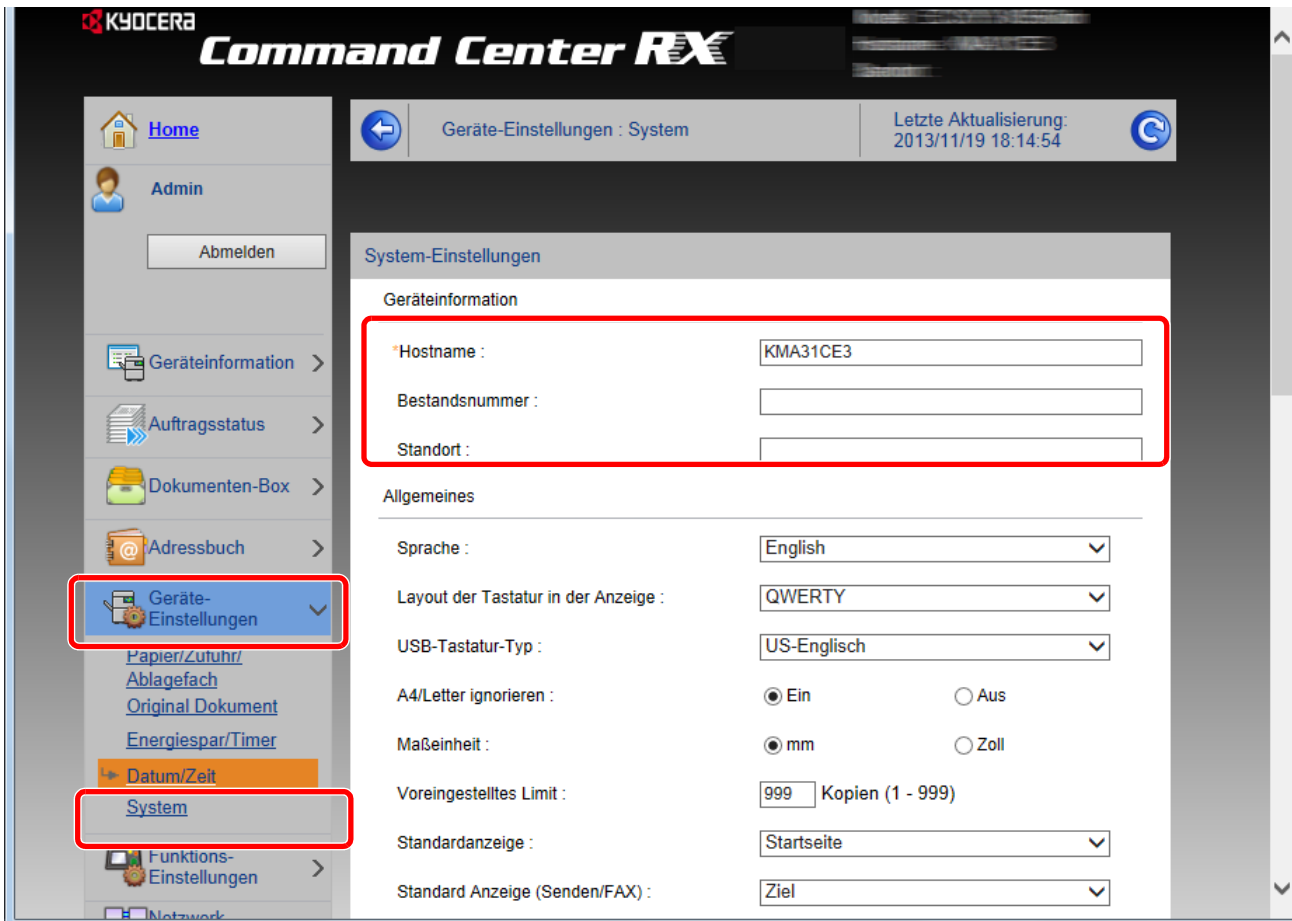 KYOCERA
Command Center RX
Home
Admin
Abmelden
Geräteinformation
Auftragsstatus
Dokumenten-Box
Adressbuch
Geräte-
Einstellungen
Papier/Zufuhr/
Ablagefach
Original Dokument
Energiespar/Timer
Datum/Zeit
System
Funktions-
Einstellungen
Netzwerk
Geräte-Einstellungen : System
Letzte Aktualisierung:
2013/11/19 18:14:54
System-Einstellungen
Geräteinformation
*Hostname : KMA31CE3
Bestandsnummer :
Standort :
Allgemeines
Sprache : English
Layout der Tastatur in der Anzeige : QWERTY
USB-Tastatur-Typ : US-Englisch
A4/Letter ignorieren : Ein Aus
Maßeinheit : mm Zoll
Voreingestelltes Limit : 999 Kopien (1 - 999)
Standardanzeige : Startseite
Standard Anzeige (Senden/FAX) : Ziel